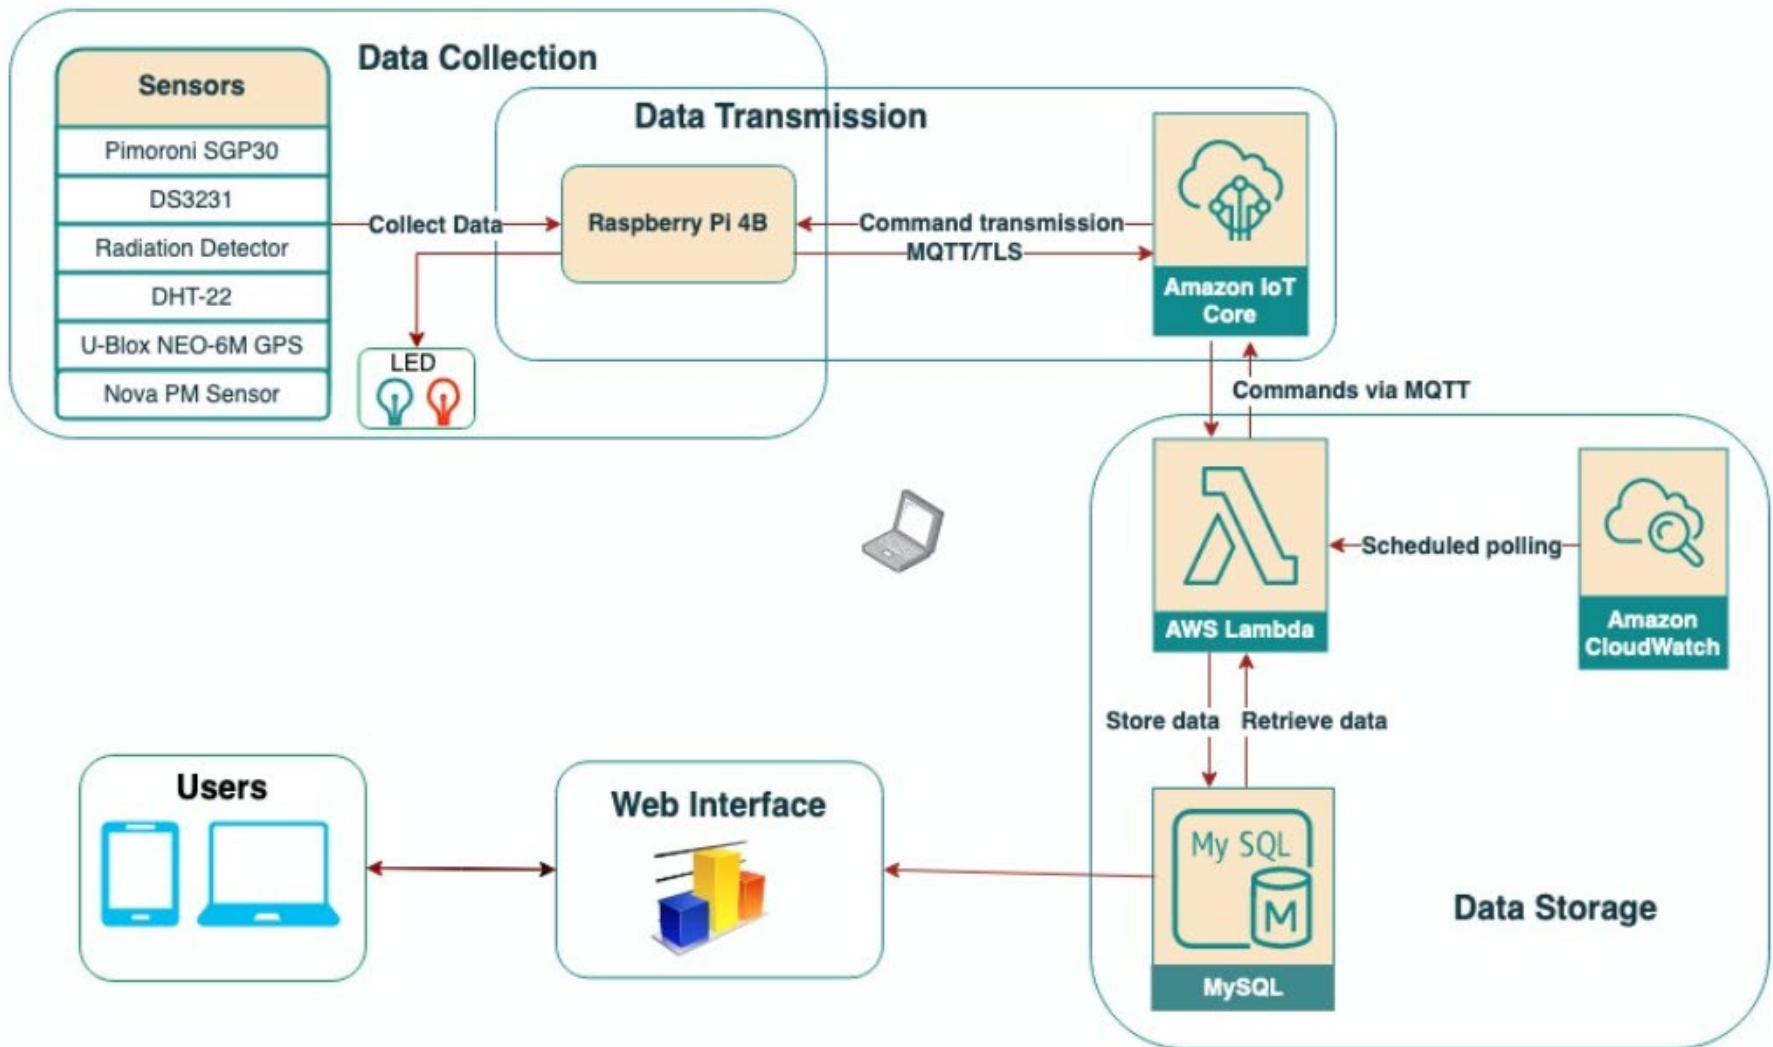 Data Collection
Sensors
Pimoroni SGP30
DS3231
Radiation Detector
DHT-22
U-Blox NEO-6M GPS
Nova PM Sensor
Collect Data
LED
Data Transmission
Raspberry Pi 4B
Command transmission
MQTT/TLS
Amazon IoT
Core
Commands via MQTT
AWS Lambda
Scheduled polling
Amazon
CloudWatch
Store data
Retrieve data
My SQL
M
MySQL
Data Storage
Web Interface
Users